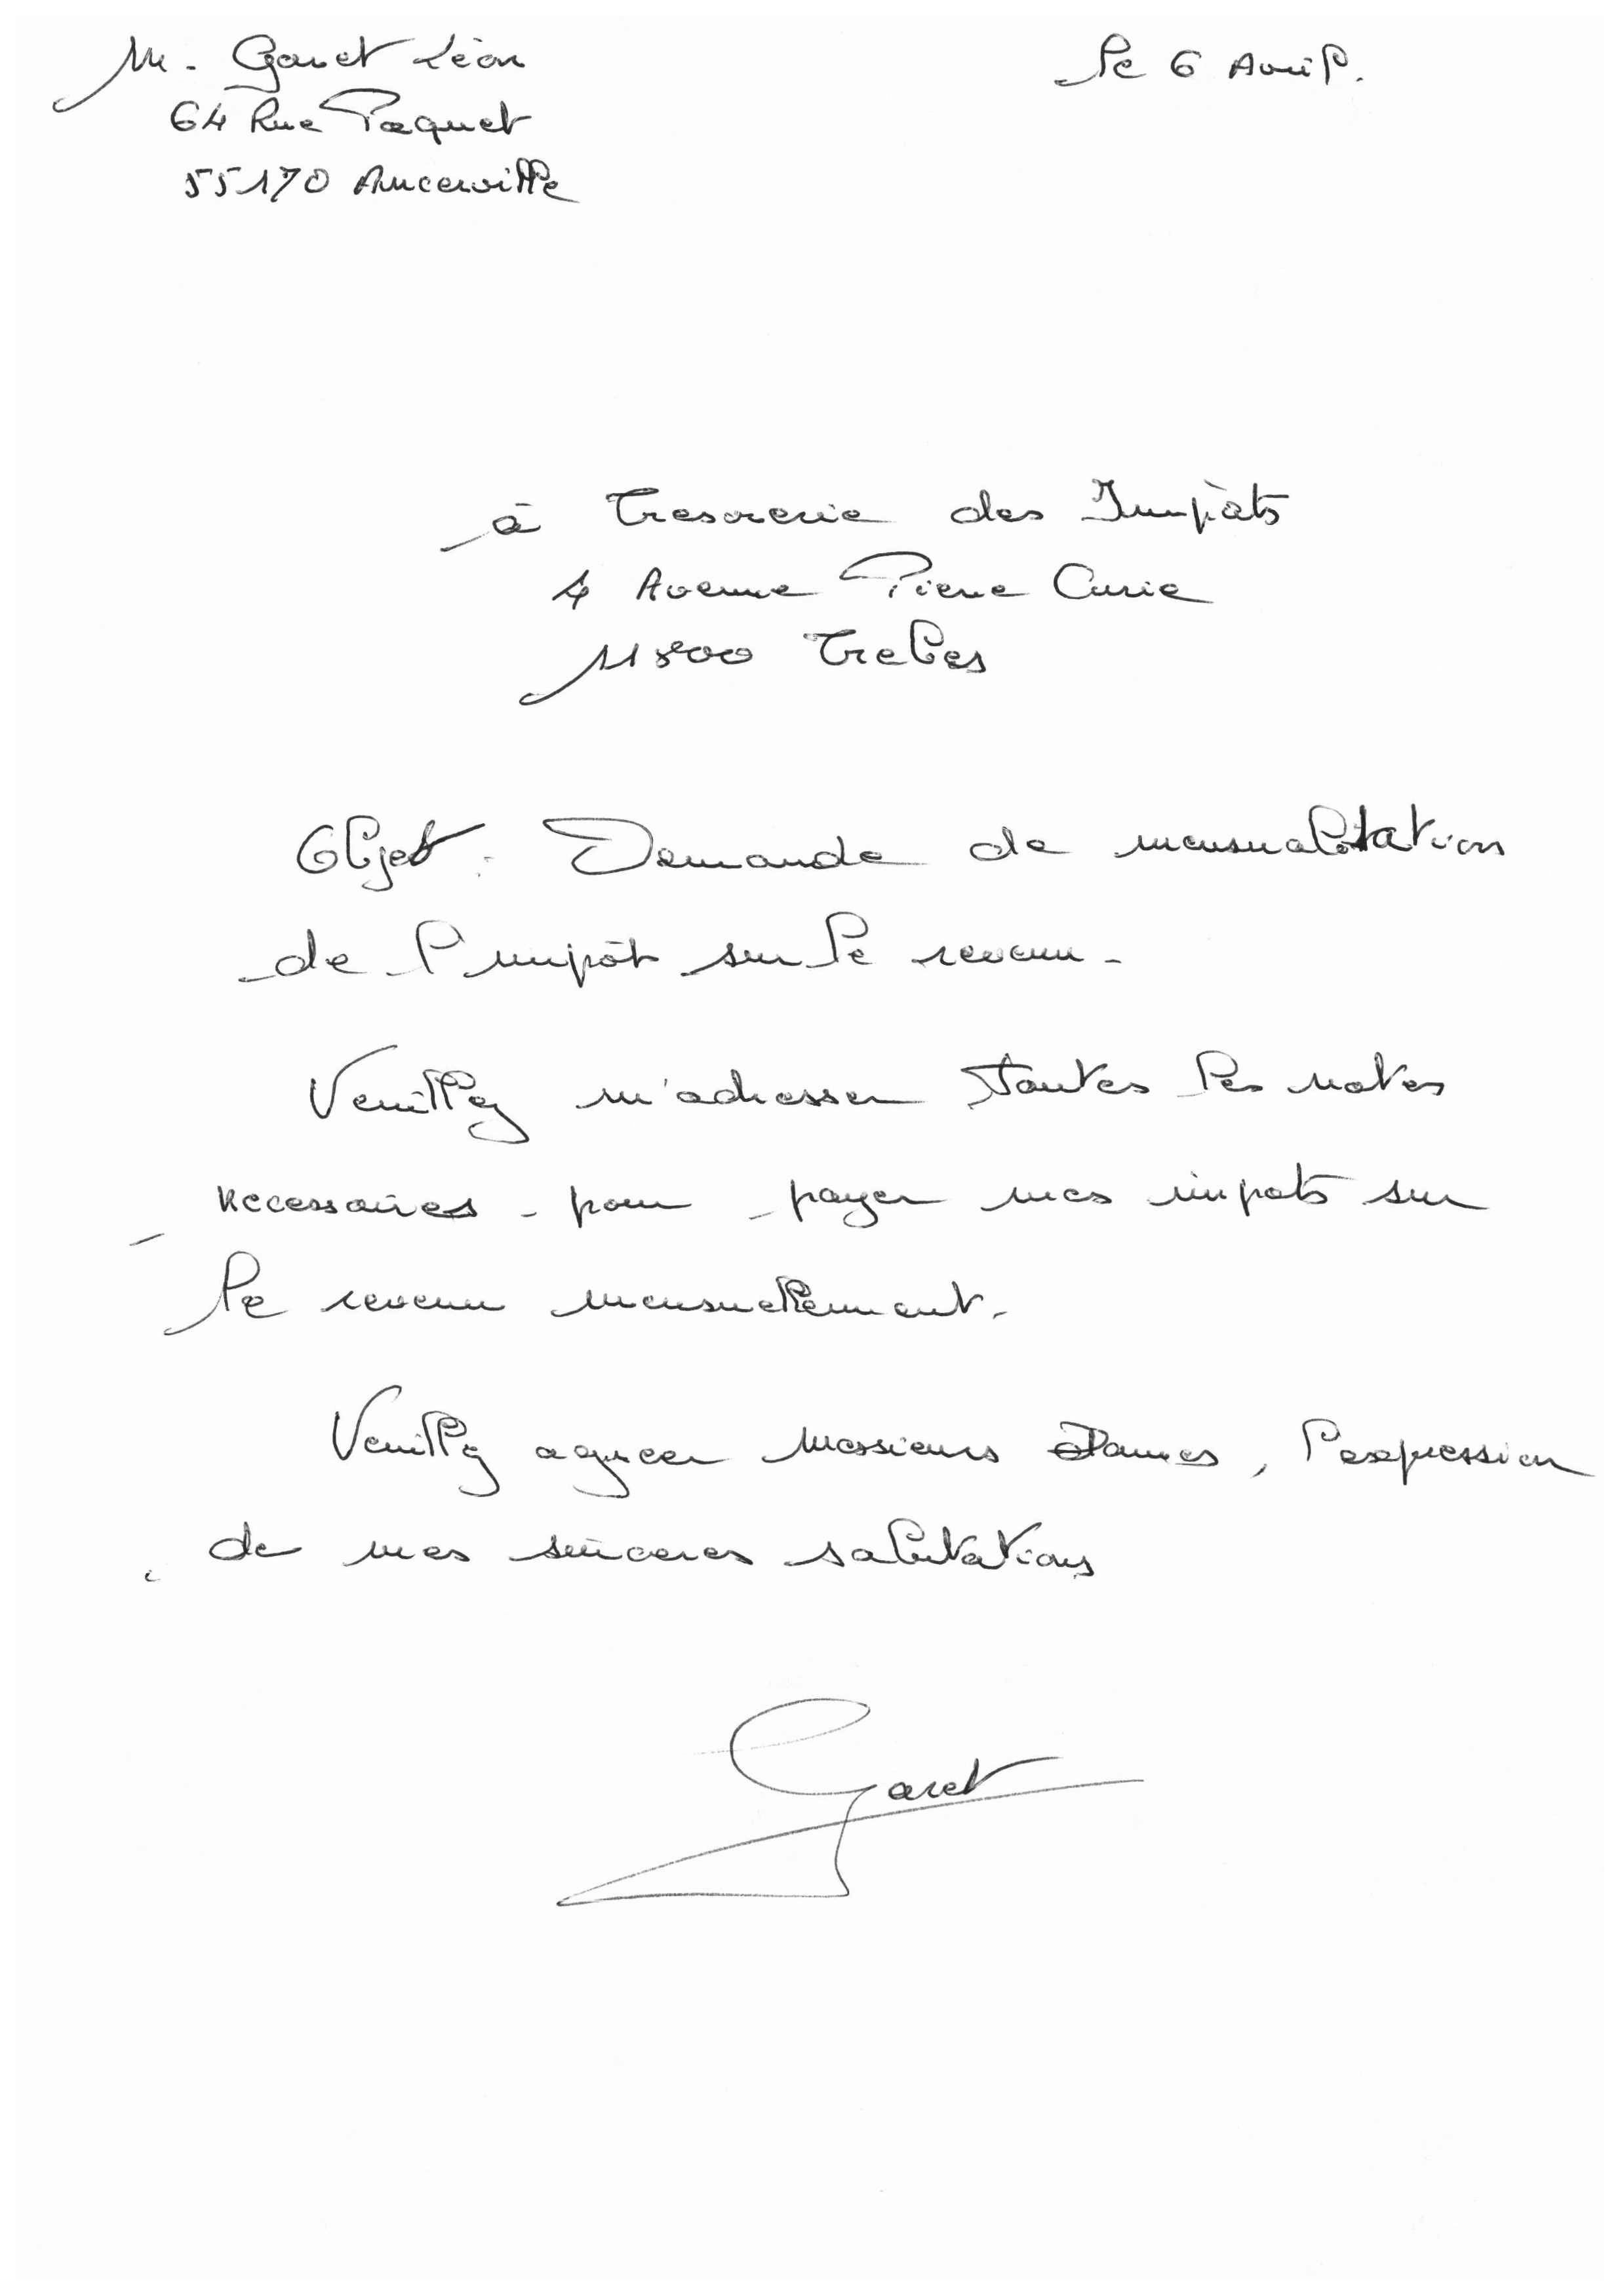 M. Garet Léon
Le 6 Avril.
64 Rue Paquet
55170 Ancerville
à Tresorerie des Impôts
4 Avenue Pierre Curie
11800 Trebes
Objet : Demande de mensualitation
de l'impôt sur le revenu.
Veuillez m'adresser toutes les notes
necessaires pour payer mes impots sur
le revenu mensuellement.
Veuillez agréer Messieurs Dames, l'expression
de mes sinceres salutations
Garet